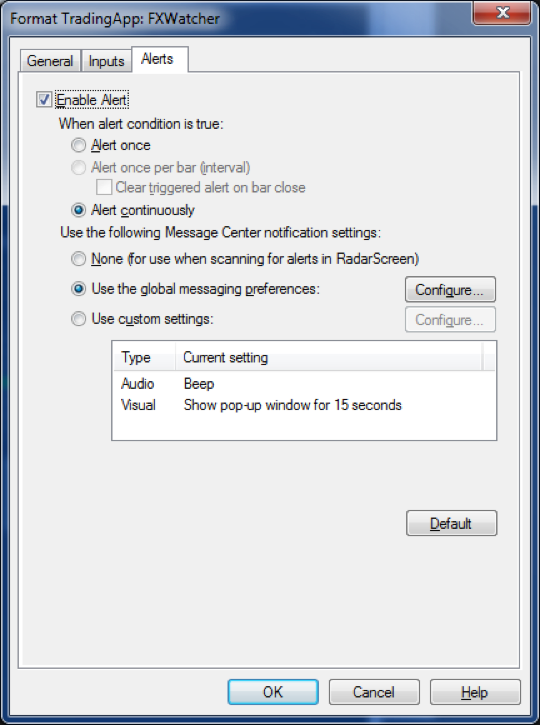 Format TradingApp: FXWatcher
General Inputs Alerts
Enable Alert
When alert condition is true:
Alert once
Alert once per bar (interval)
Clear triggered alert on bar close
Alert continuously
Use the following Message Center notification settings:
None (for use when scanning for alerts in RadarScreen)
Use the global messaging preferences: Configure...
Use custom settings: Configure...
Type Current setting
Audio Beep
Visual Show pop-up window for 15 seconds
Default
OK Cancel Help